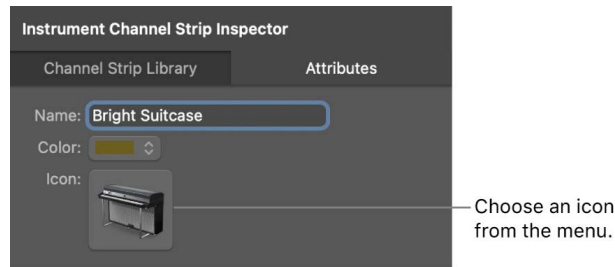 Instrument Channel Strip Inspector
Channel Strip Library
Attributes
Name: Bright Suitcase
Color:
Icon:
Choose an icon
from the menu.